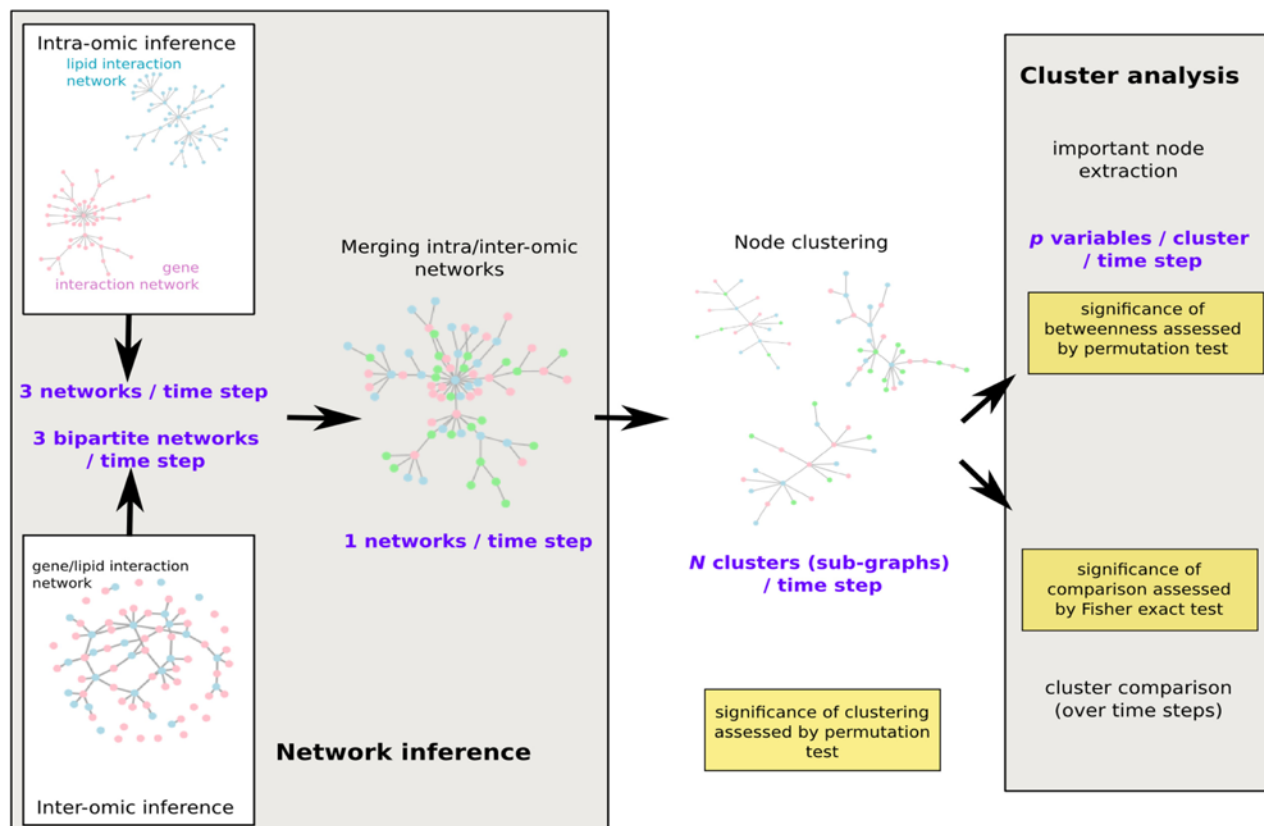 Intra-omic inference
lipid interaction
network
gene
interaction network
3 networks / time step
3 bipartite networks
/ time step
gene/lipid interaction
network
Inter-omic inference
Network inference
Merging intra/inter-omic
networks
1 networks / time step
Node clustering
N clusters (sub-graphs)
/ time step
significance of clustering
assessed by permutation
test
Cluster analysis
important node
extraction
p variables / cluster
/ time step
significance of
betweenness assessed
by permutation test
significance of
comparison assessed
by Fisher exact test
cluster comparison
(over time steps)